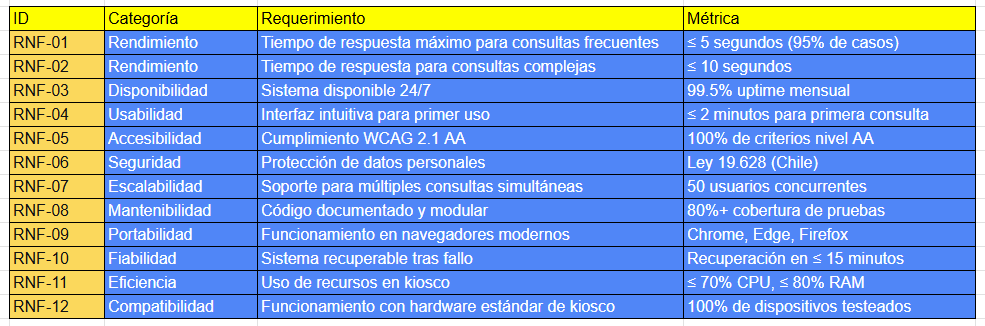 ID Categoría Requerimiento Métrica
RNF-01 Rendimiento Tiempo de respuesta máximo para consultas frecuentes ≤ 5 segundos (95% de casos)
RNF-02 Rendimiento Tiempo de respuesta para consultas complejas ≤ 10 segundos
RNF-03 Disponibilidad Sistema disponible 24/7 99.5% uptime mensual
RNF-04 Usabilidad Interfaz intuitiva para primer uso ≤ 2 minutos para primera consulta
RNF-05 Accesibilidad Cumplimiento WCAG 2.1 AA 100% de criterios nivel AA
RNF-06 Seguridad Protección de datos personales Ley 19.628 (Chile)
RNF-07 Escalabilidad Soporte para múltiples consultas simultáneas 50 usuarios concurrentes
RNF-08 Mantenibilidad Código documentado y modular 80%+ cobertura de pruebas
RNF-09 Portabilidad Funcionamiento en navegadores modernos Chrome, Edge, Firefox
RNF-10 Fiabilidad Sistema recuperable tras fallo Recuperación en ≤ 15 minutos
RNF-11 Eficiencia Uso de recursos en kiosco ≤ 70% CPU, ≤ 80% RAM
RNF-12 Compatibilidad Funcionamiento con hardware estándar de kiosco 100% de dispositivos testeados